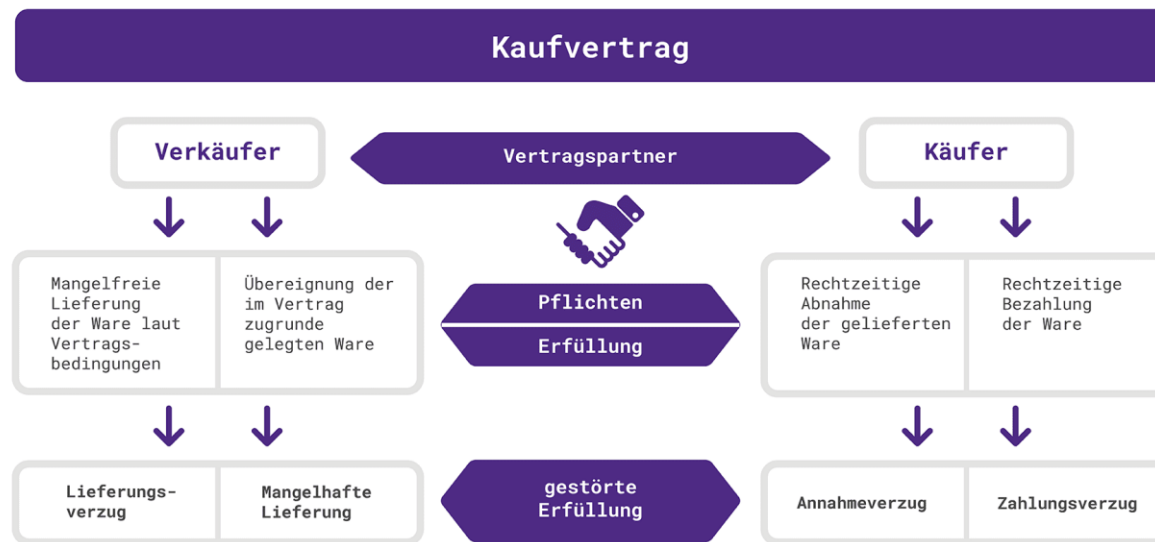 Kaufvertrag
Verkäufer
Vertragspartner
Käufer
Mangelfreie
Lieferung
der Ware laut
Vertrags-
bedingungen
Übereignung der
im Vertrag
zugrunde
gelegten Ware
Pflichten
Erfüllung
Rechtzeitige
Abnahme
der gelieferten
Ware
Rechtzeitige
Bezahlung
der Ware
Lieferungs-
verzug
Mangelhafte
Lieferung
gestörte
Erfüllung
Annahmeverzug
Zahlungsverzug